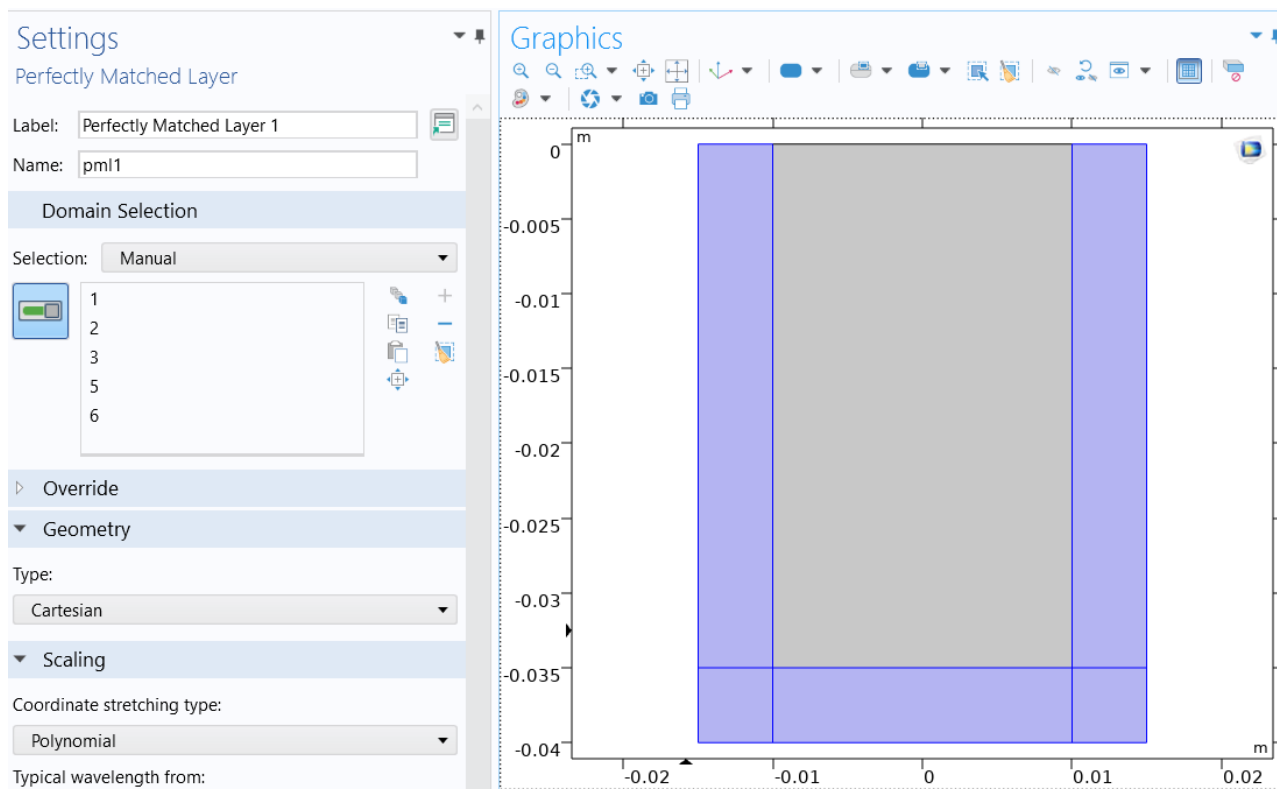 Settings
Perfectly Matched Layer
Label: Perfectly Matched Layer 1
Name: pml1
Domain Selection
Selection: Manual
1
2
3
5
6
Override
Geometry
Type:
Cartesian
Scaling
Coordinate stretching type:
Polynomial
Typical wavelength from:
Graphics
m
0
-0.005
-0.01
-0.015
-0.02
-0.025
-0.03
-0.035
-0.04
m
-0.02 -0.01 0 0.01 0.02